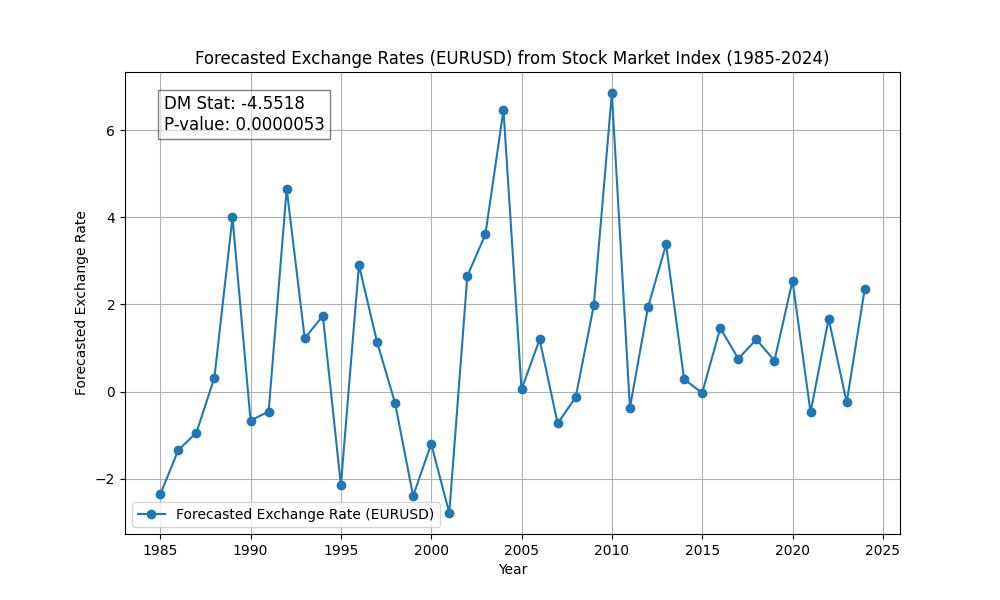 Forecasted Exchange Rates (EURUSD) from Stock Market Index (1985-2024)
DM Stat: -4.5518
P-value: 0.0000053
Forecasted Exchange Rate
6
4
2
0
−2
Forecasted Exchange Rate (EURUSD)
1985 1990 1995 2000 2005 2010 2015 2020 2025
Year